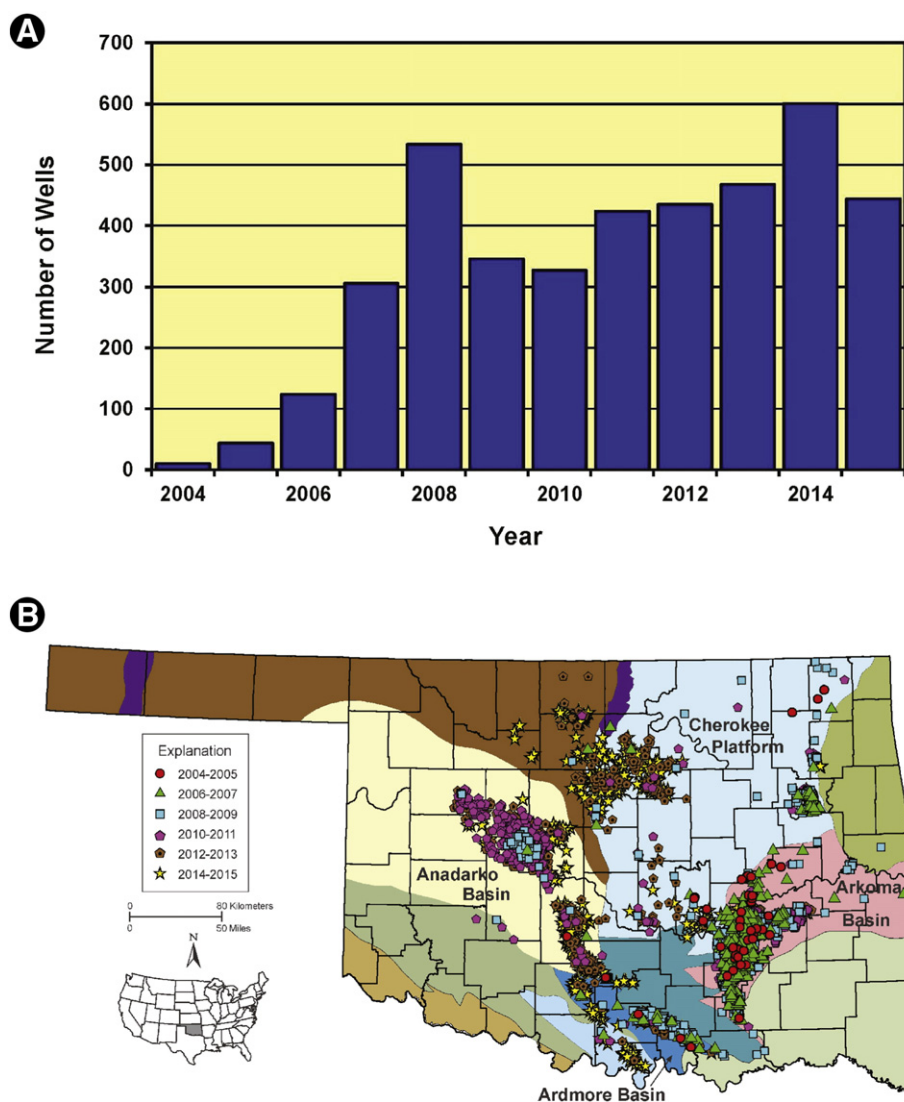 A
700
600
500
400
300
200
100
0
Number of Wells
2004 2006 2008 2010 2012 2014
Year
B
Explanation
2004-2005
2006-2007
2008-2009
2010-2011
2012-2013
2014-2015
0 80 Kilometers
0 50 Miles
N
Cherokee
Platform
Anadarko
Basin
Arkoma
Basin
Ardmore Basin